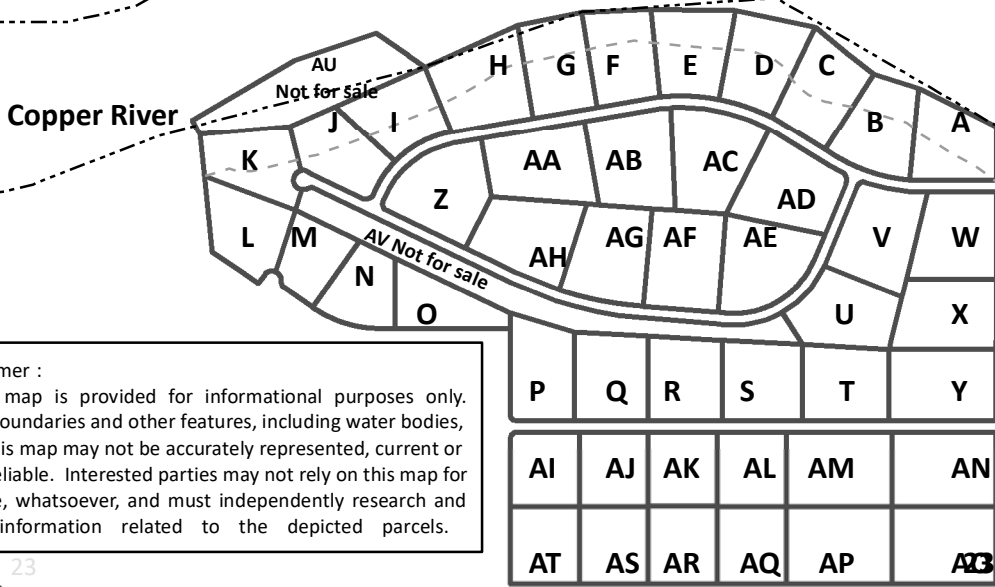 AU
Not for sale
Copper River
H G F E D C
J I B A
K
AA AB AC
Z AD
L M AV Not for sale AG AF AE V W
AH
N
O U X
P Q R S T Y
AI AJ AK AL AM AN
AT AS AR AQ AP 23
mer :
map is provided for informational purposes only.
oundaries and other features, including water bodies,
is map may not be accurately represented, current or
eliable. Interested parties may not rely on this map for
e, whatsoever, and must independently research and
information related to the depicted parcels.
23